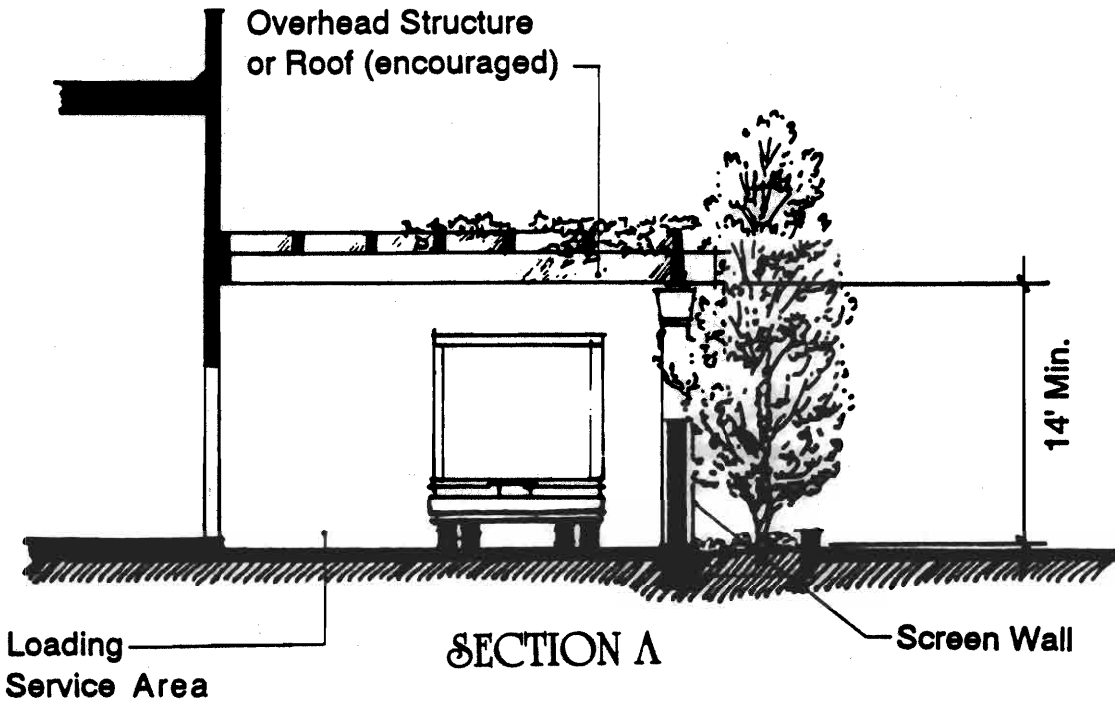 Overhead Structure
or Roof (encouraged)
14' Min.
Loading
Service Area
SECTION A
Screen Wall